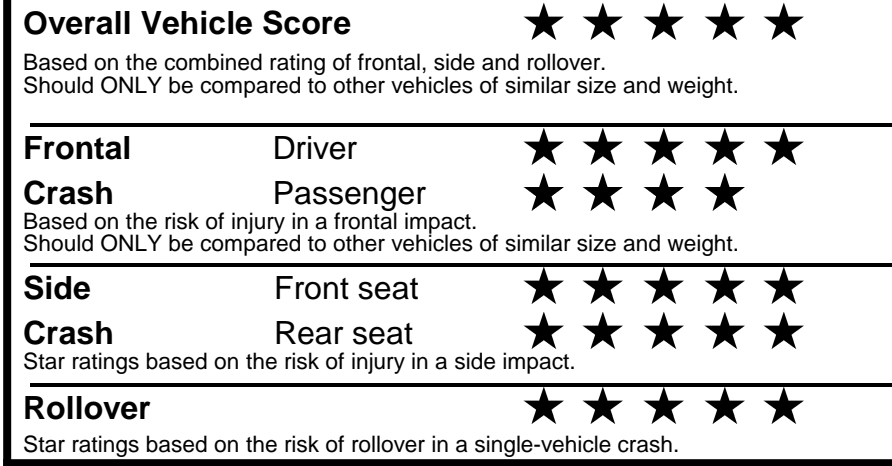 Overall Vehicle Score ★ ★ ★ ★ ★
Based on the combined rating of frontal, side and rollover.
Should ONLY be compared to other vehicles of similar size and weight.
Frontal Driver ★ ★ ★ ★ ★
Crash Passenger ★ ★ ★ ★
Based on the risk of injury in a frontal impact.
Should ONLY be compared to other vehicles of similar size and weight.
Side Front seat ★ ★ ★ ★ ★
Crash Rear seat ★ ★ ★ ★ ★
Star ratings based on the risk of injury in a side impact.
Rollover ★ ★ ★ ★ ★
Star ratings based on the risk of rollover in a single-vehicle crash.